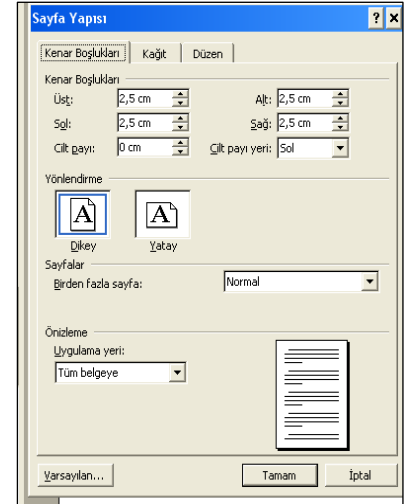 Sayfa Yapısı
Kenar Boşlukları Kağıt Düzen
Kenar Boşlukları
Üst: 2,5 cm Alt: 2,5 cm
Sol: 2,5 cm Sağ: 2,5 cm
Cilt payı: 0 cm Cilt payı yeri: Sol
Yönlendirme
A A
Dikey Yatay
Sayfalar
Birden fazla sayfa: Normal
Önizleme
Uygulama yeri:
Tüm belgeye
Varsayılan... Tamam İptal